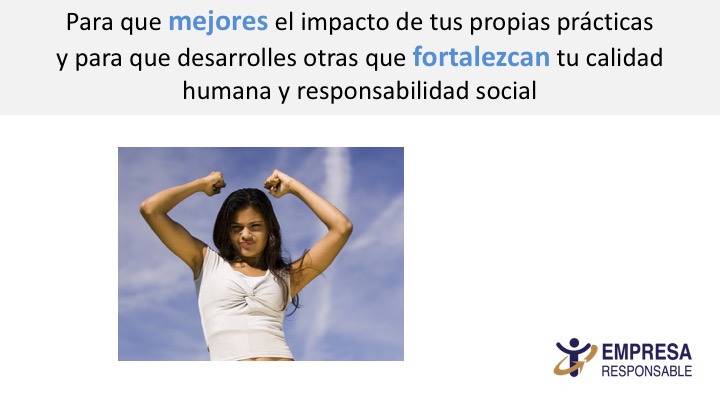 Para que mejores el impacto de tus propias prácticas
y para que desarrolles otras que fortalezcan tu calidad
humana y responsabilidad social
EMPRESA
RESPONSABLE